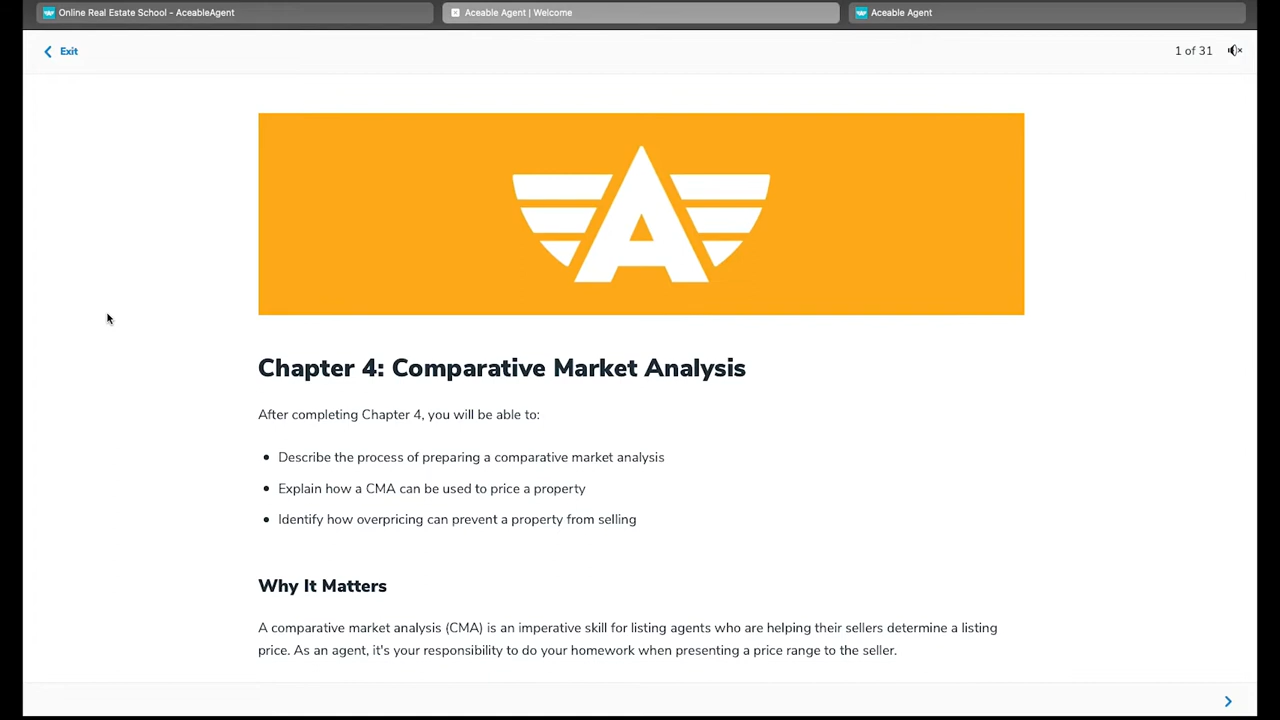 Online Real Estate School - AceableAgent
Aceable Agent | Welcome
Aceable Agent
Exit
1 of 31
A
Chapter 4: Comparative Market Analysis
After completing Chapter 4, you will be able to:
Describe the process of preparing a comparative market analysis
Explain how a CMA can be used to price a property
Identify how overpricing can prevent a property from selling
Why It Matters
A comparative market analysis (CMA) is an imperative skill for listing agents who are helping their sellers determine a listing
price. As an agent, it's your responsibility to do your homework when presenting a price range to the seller.